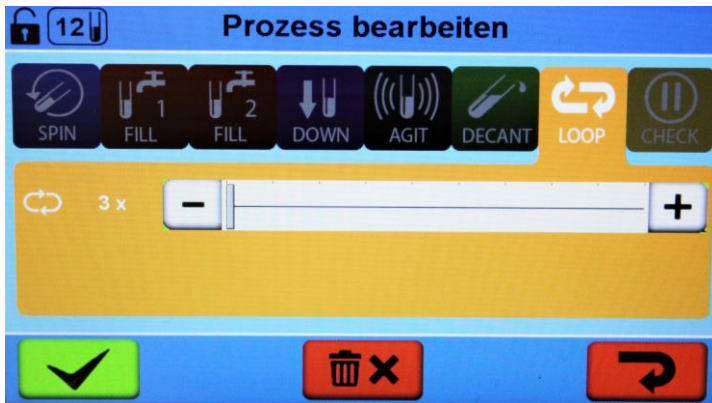 12 Prozess bearbeiten
SPIN
1
FILL
2
FILL
DOWN
AGIT
DECANT
LOOP
CHECK
3 x